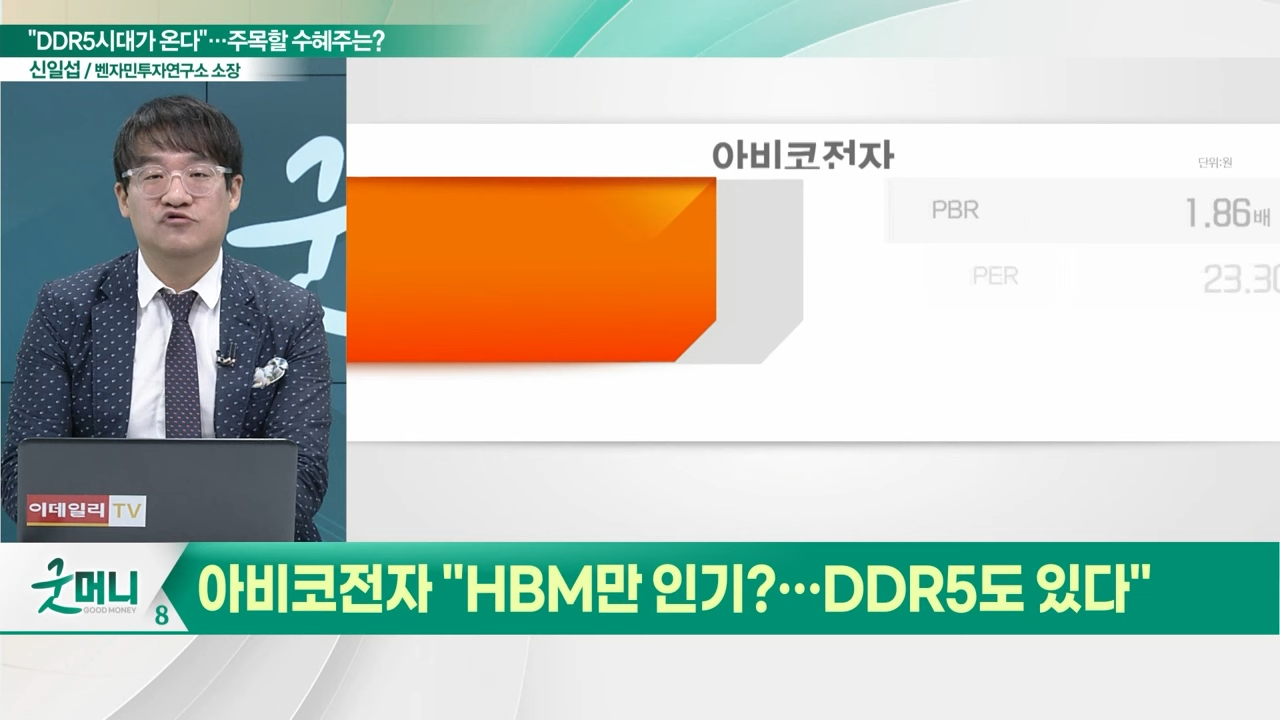 "DDR5시대가 온다"…주목할 수혜주는?
신일섭 / 벤자민투자연구소 소장
아비코전자
단위:원
PBR 1.86배
PER 23.30
이데일리 TV
굿머니
GOOD MONEY
8
아비코전자 "HBM만 인기?…DDR5도 있다"